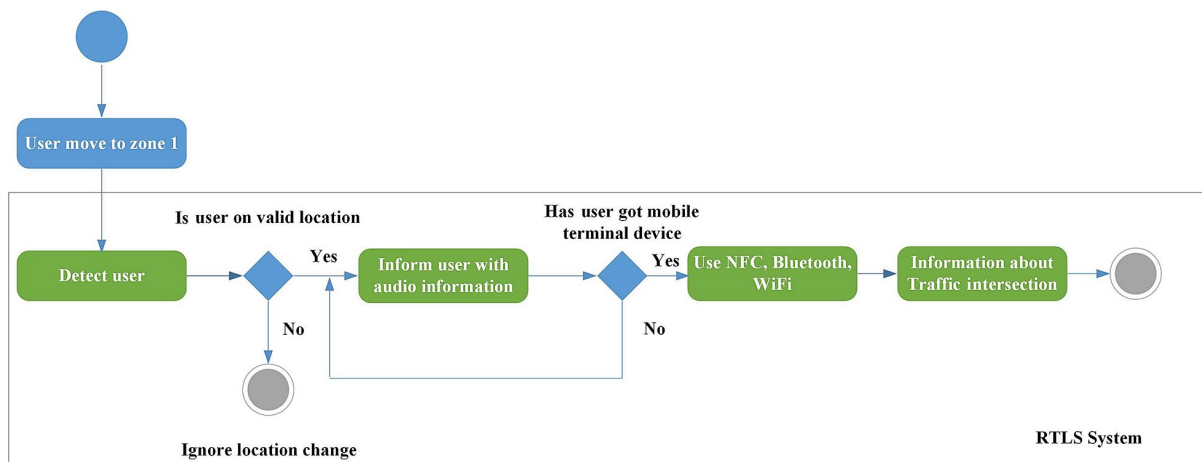 User move to zone 1
Is user on valid location
Has user got mobile
terminal device
Detect user
Yes
Inform user with
audio information
Yes
Use NFC, Bluetooth,
WiFi
Information about
Traffic intersection
No
No
Ignore location change
RTLS System